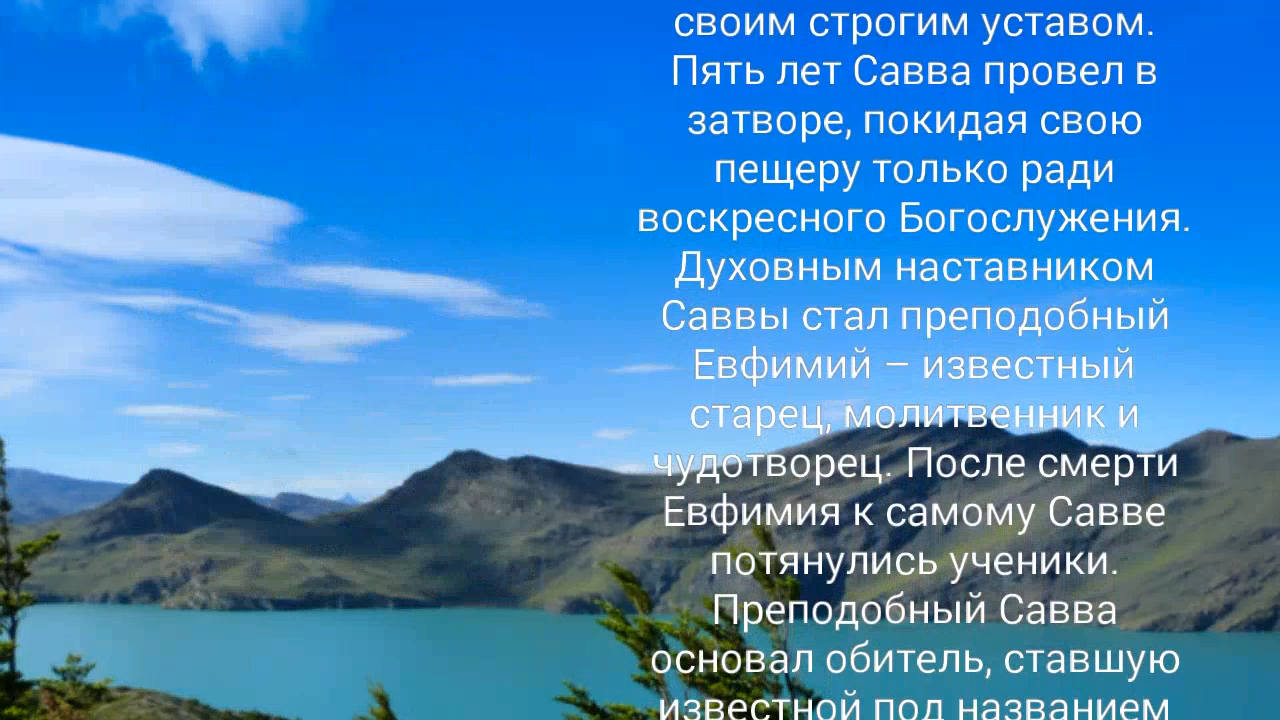 своим строгим уставом.
Пять лет Савва провел в
затворе, покидая свою
пещеру только ради
воскресного Богослужения.
Духовным наставником
Саввы стал преподобный
Евфимий – известный
старец, молитвенник и
чудотворец. После смерти
Евфимия к самому Савве
потянулись ученики.
Преподобный Савва
основал обитель, ставшую
известной под названием